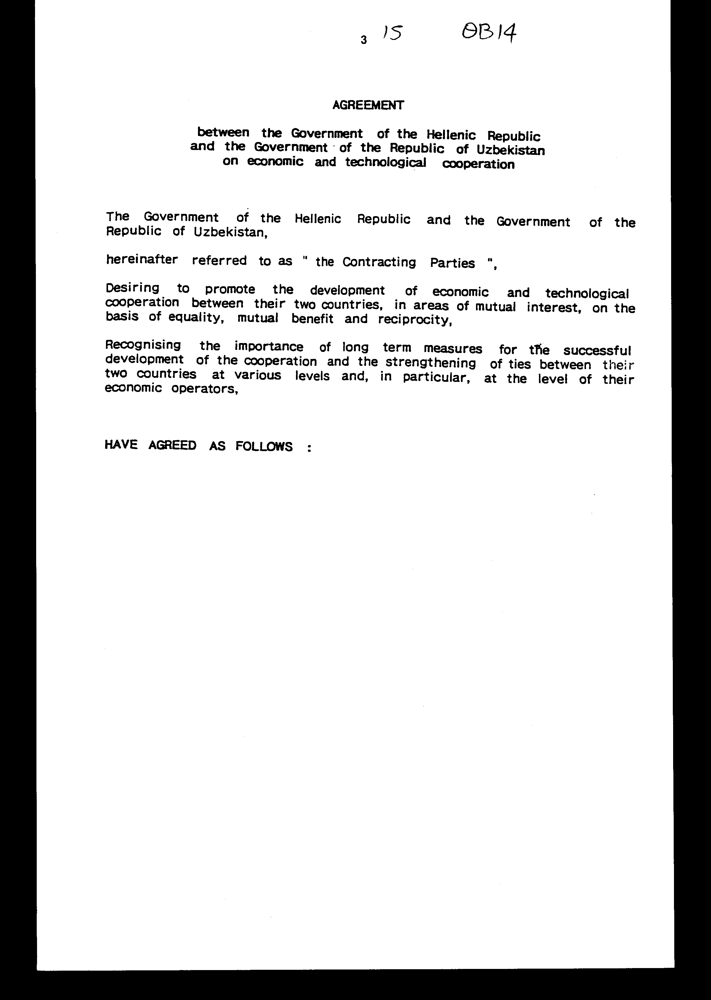 3 15 ΘB14
AGREEMENT
between the Government of the Hellenic Republic
and the Government of the Republic of Uzbekistan
on economic and technological cooperation
The Government of the Hellenic Republic and the Government of the
Republic of Uzbekistan,
hereinafter referred to as " the Contracting Parties ",
Desiring to promote the development of economic and technological
cooperation between their two countries, in areas of mutual interest, on the
basis of equality, mutual benefit and reciprocity,
Recognising the importance of long term measures for the successful
development of the cooperation and the strengthening of ties between their
two countries at various levels and, in particular, at the level of their
economic operators,
HAVE AGREED AS FOLLOWS :